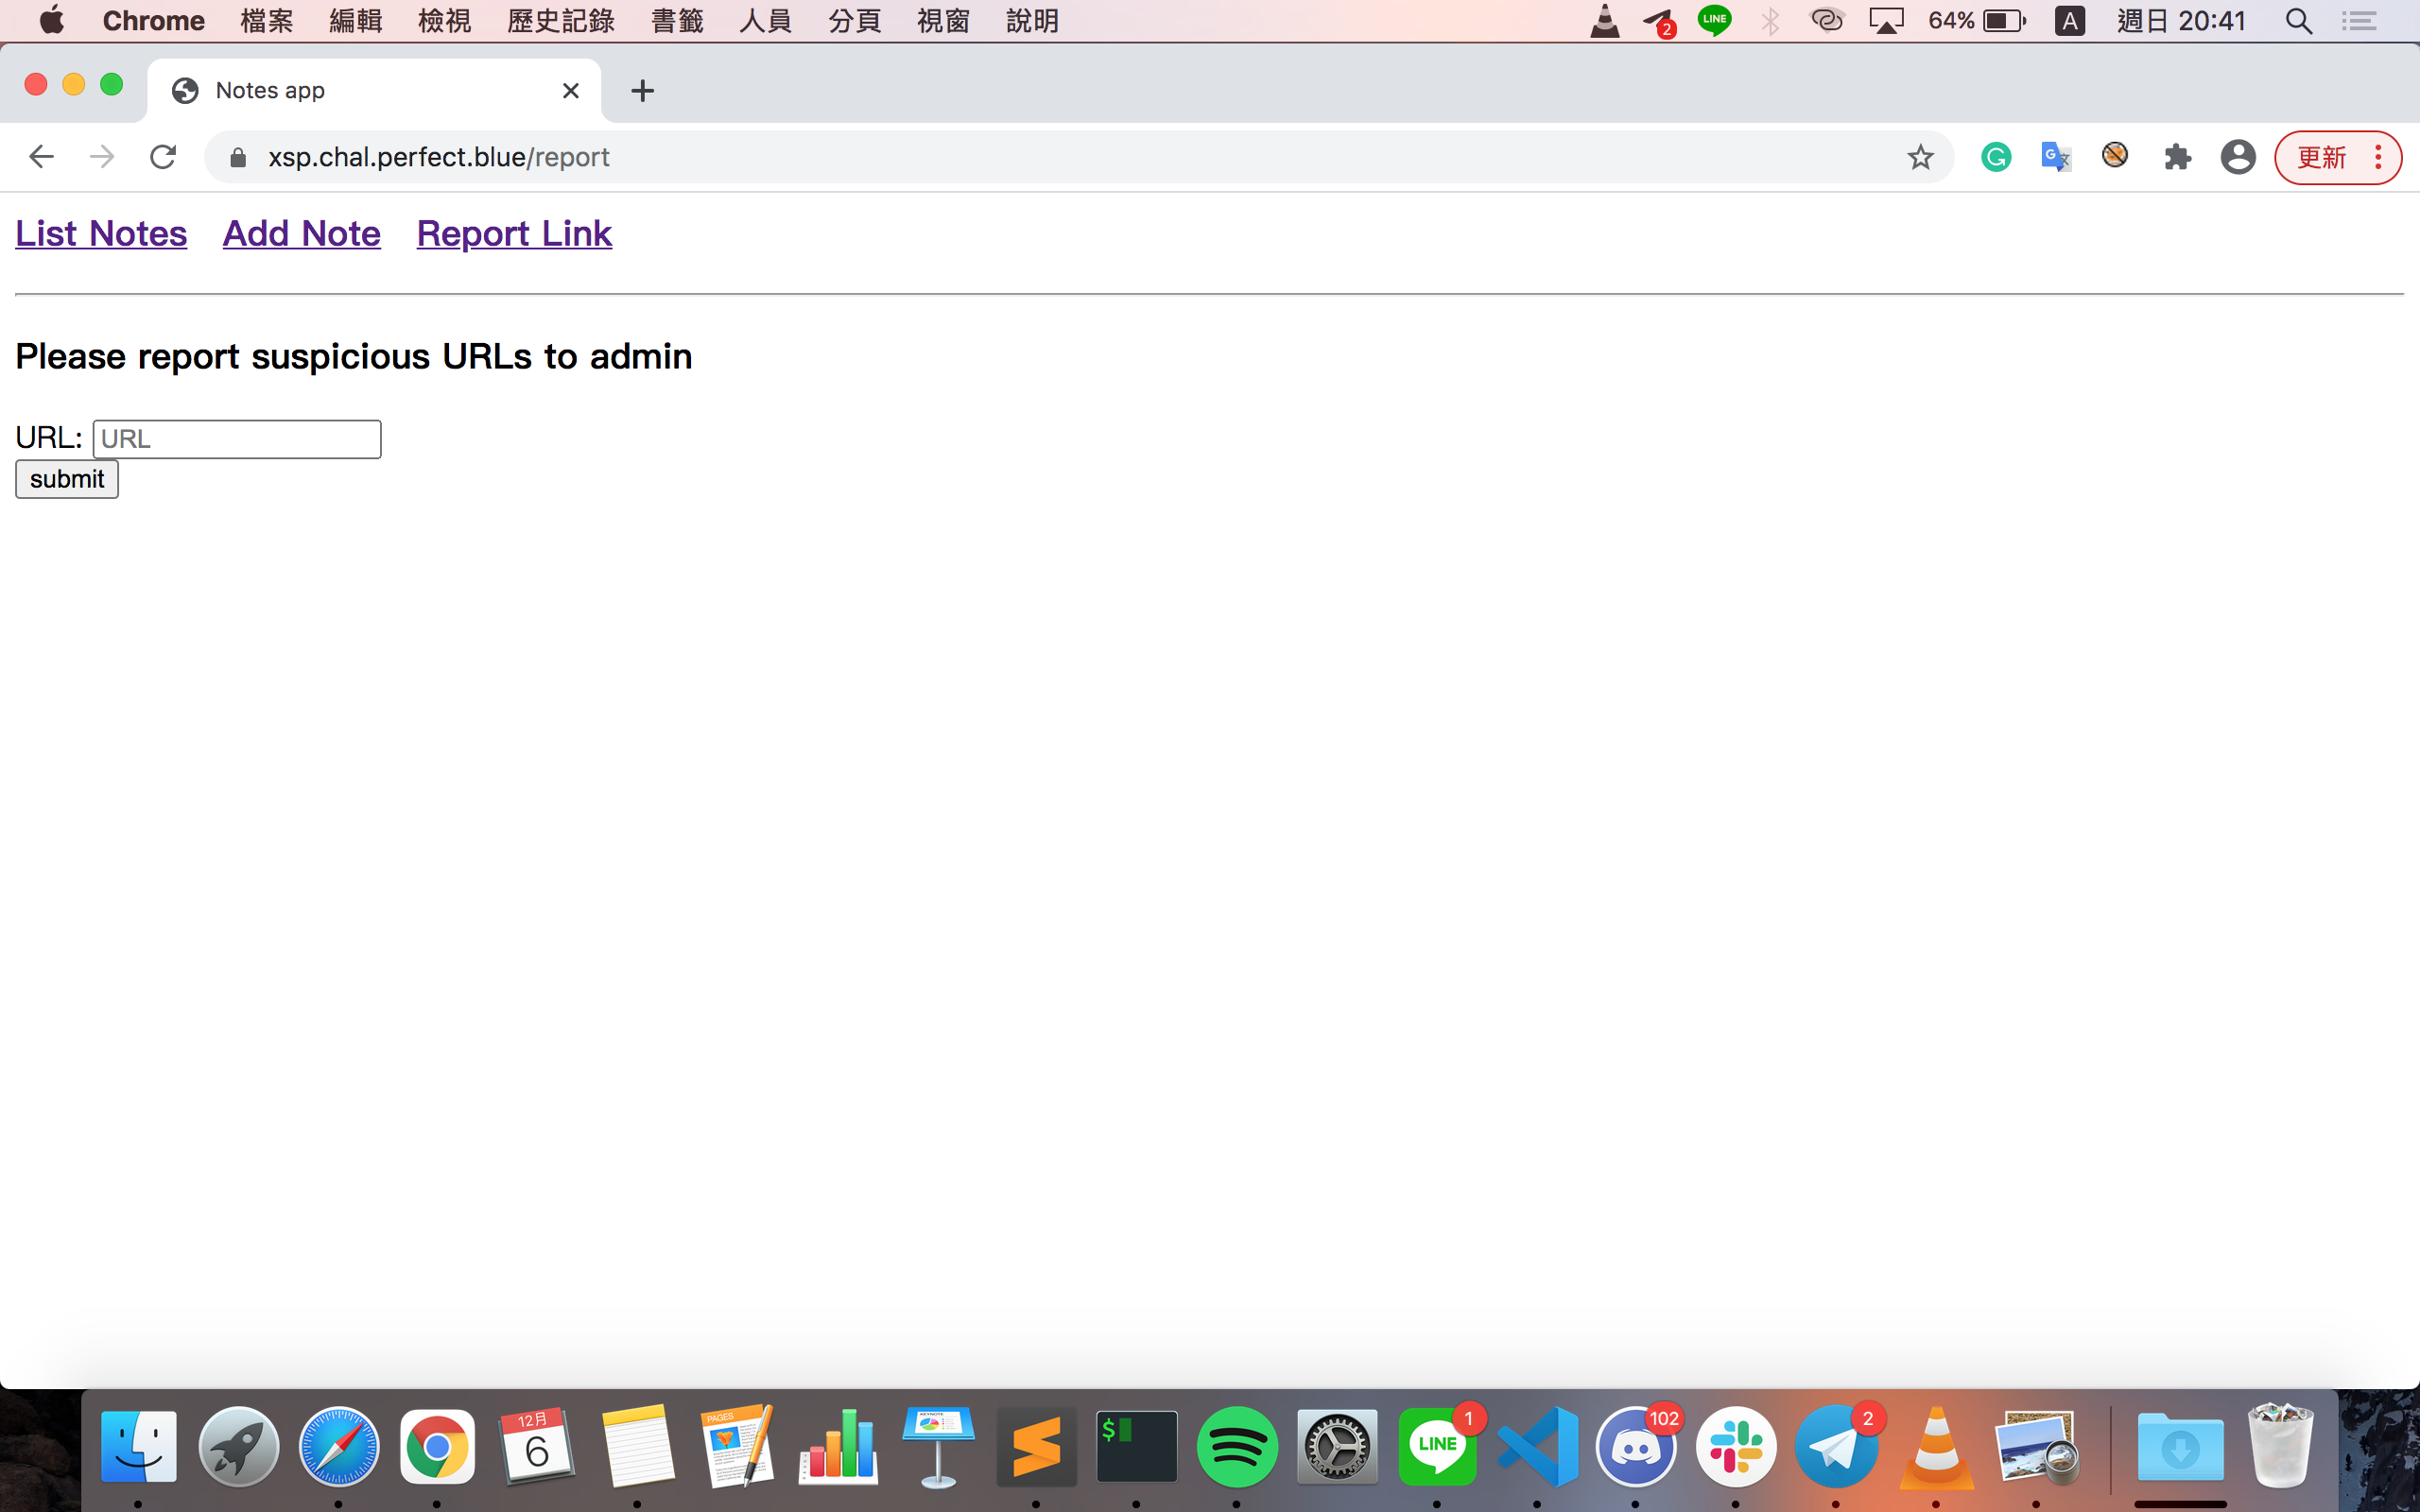 Chrome 檔案 編輯 檢視 歷史記錄 書籤 人員 分頁 視窗 說明 2 LINE 64% A 週日 20:41
Notes app
xsp.chal.perfect.blue/report G 更新
List Notes Add Note Report Link
Please report suspicious URLs to admin
URL: URL
submit
12月
6
PAGES
KEYNOTE
$
LINE
1
102
2